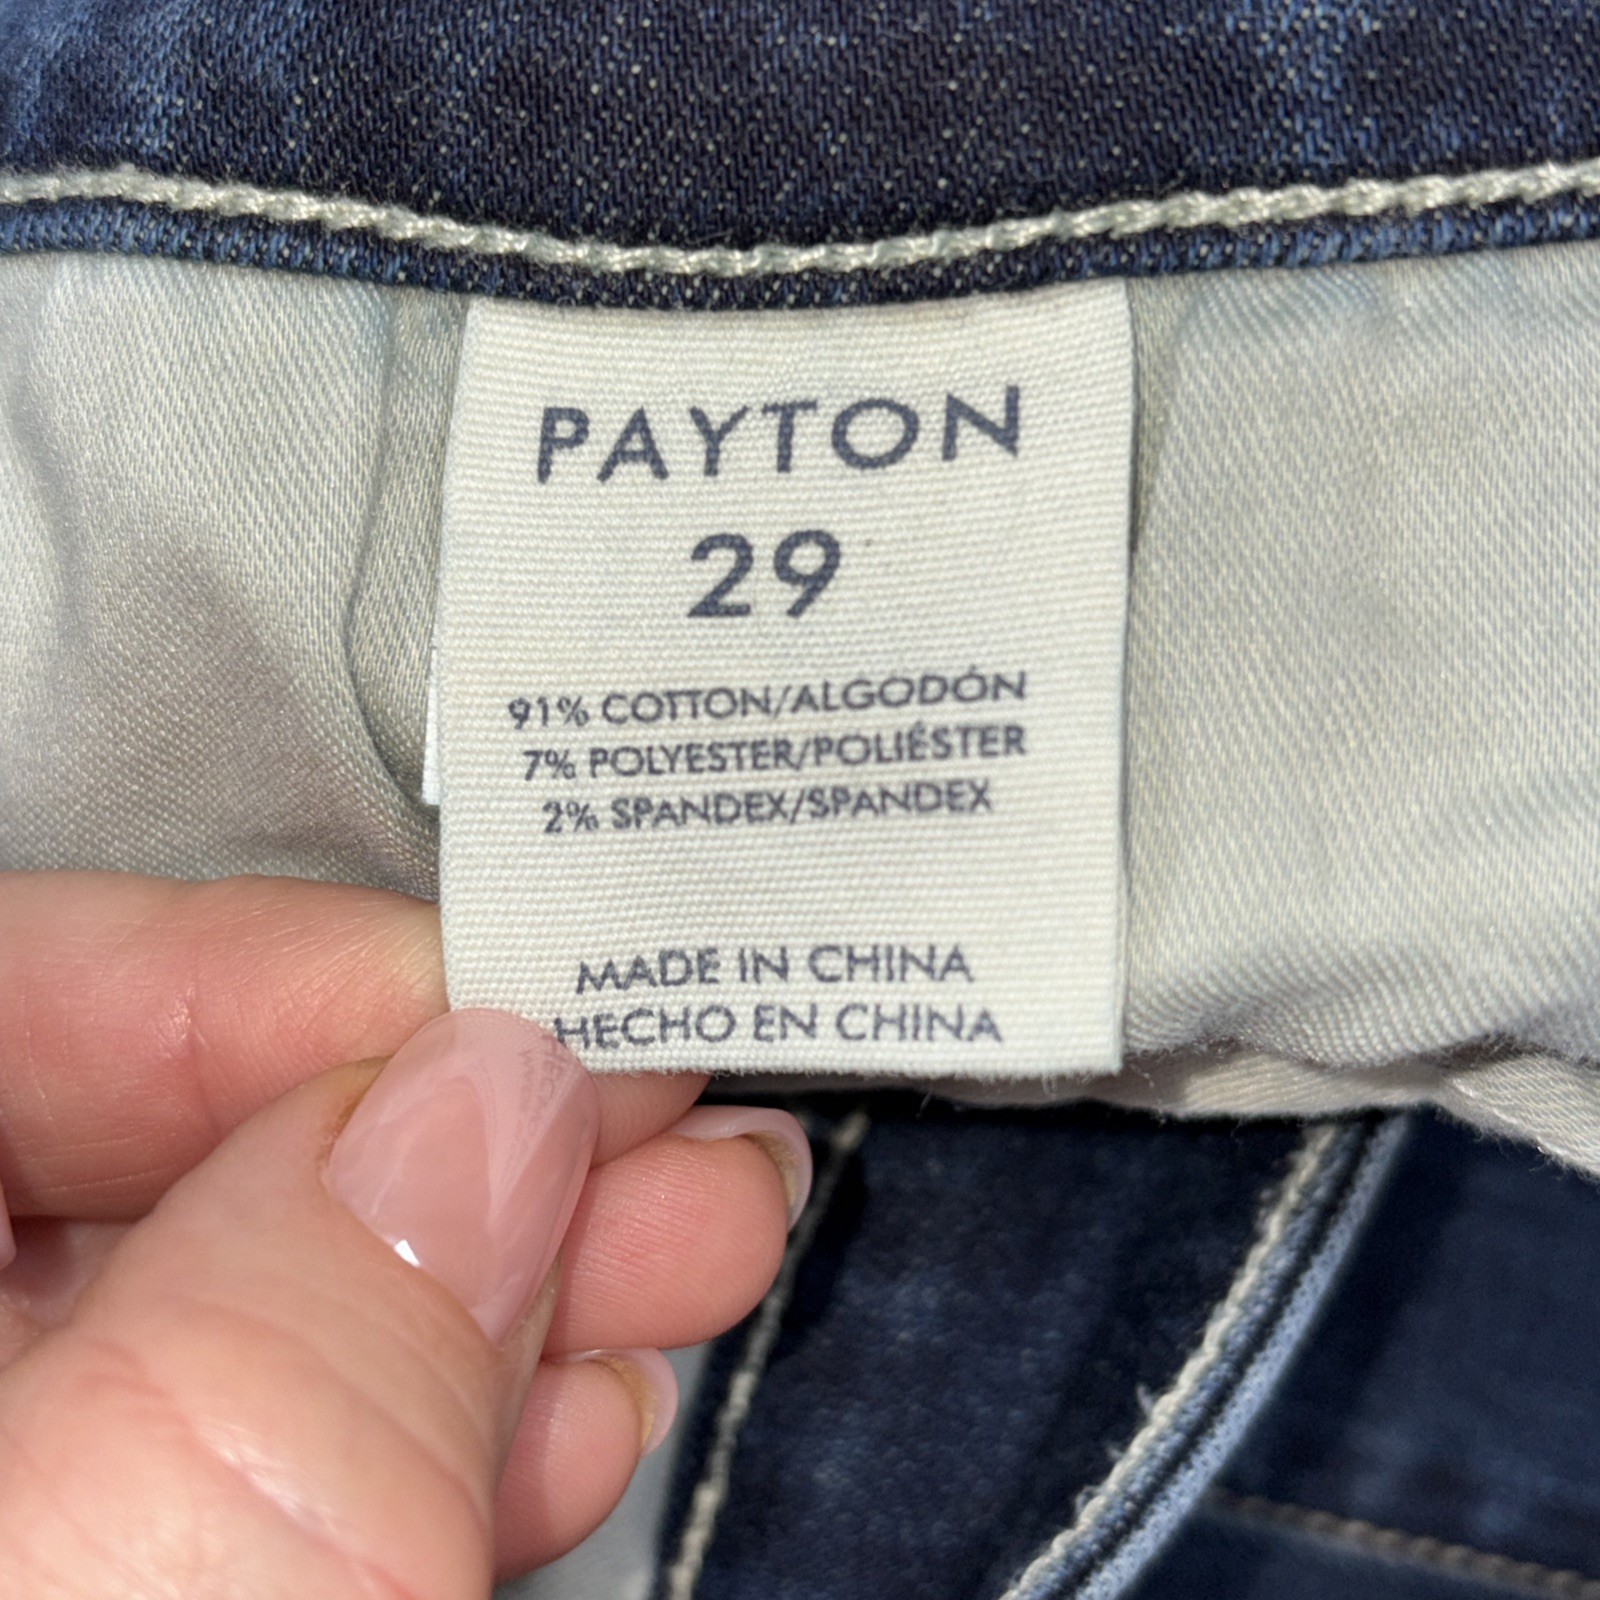 PAYTON
29
91% COTTON/ALGODÓN
7% POLYESTER/POLIÉSTER
2% SPANDEX/SPANDEX
MADE IN CHINA
HECHO EN CHINA